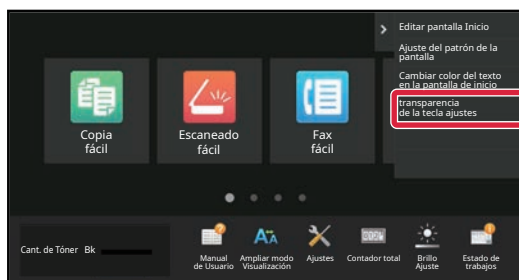 Editar pantalla Inicio
Ajuste del patrón de la
pantalla
Cambiar color del texto
en la pantalla de inicio
transparencia
de la tecla ajustes
Copia
fácil
Escaneado
fácil
Fax
fácil
Cant. de Tóner Bk
Manual
de Usuario
Ampliar modo
Visualización
Ajustes
Contador total
Brillo
Ajuste
Estado de
trabajos